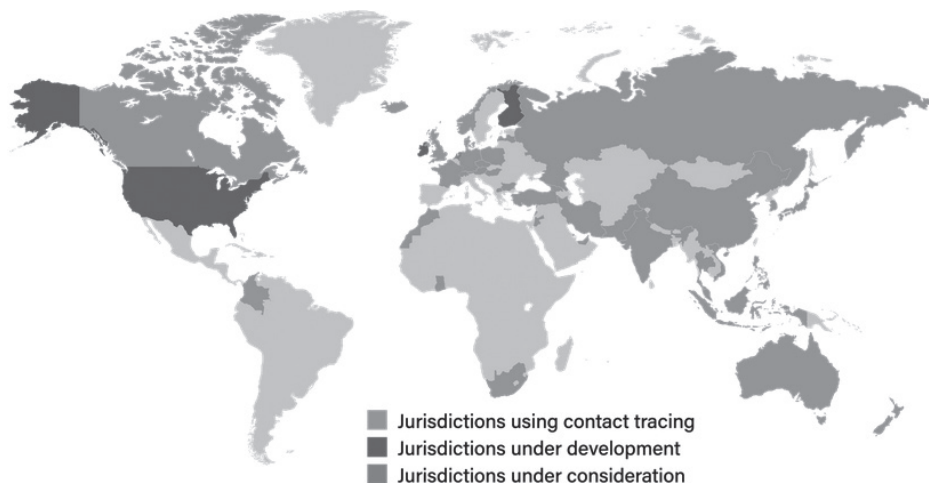 Jurisdictions using contact tracing
Jurisdictions under development
Jurisdictions under consideration